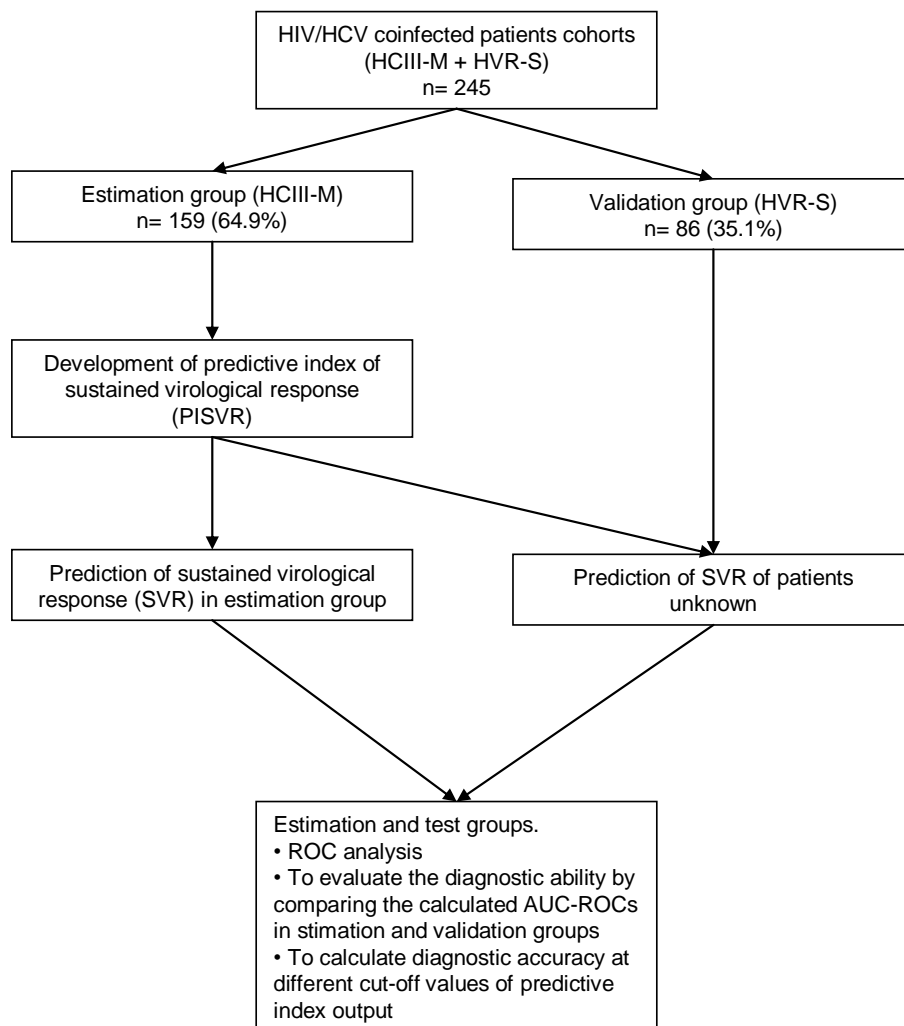 HIV/HCV coinfected patients cohorts
(HCIII-M + HVR-S)
n= 245
Estimation group (HCIII-M)
n= 159 (64.9%)
Validation group (HVR-S)
n= 86 (35.1%)
Development of predictive index of
sustained virological response
(PISVR)
Prediction of sustained virological
response (SVR) in estimation group
Prediction of SVR of patients
unknown
Estimation and test groups.
• ROC analysis
• To evaluate the diagnostic ability by
comparing the calculated AUC-ROCs
in stimation and validation groups
• To calculate diagnostic accuracy at
different cut-off values of predictive
index output